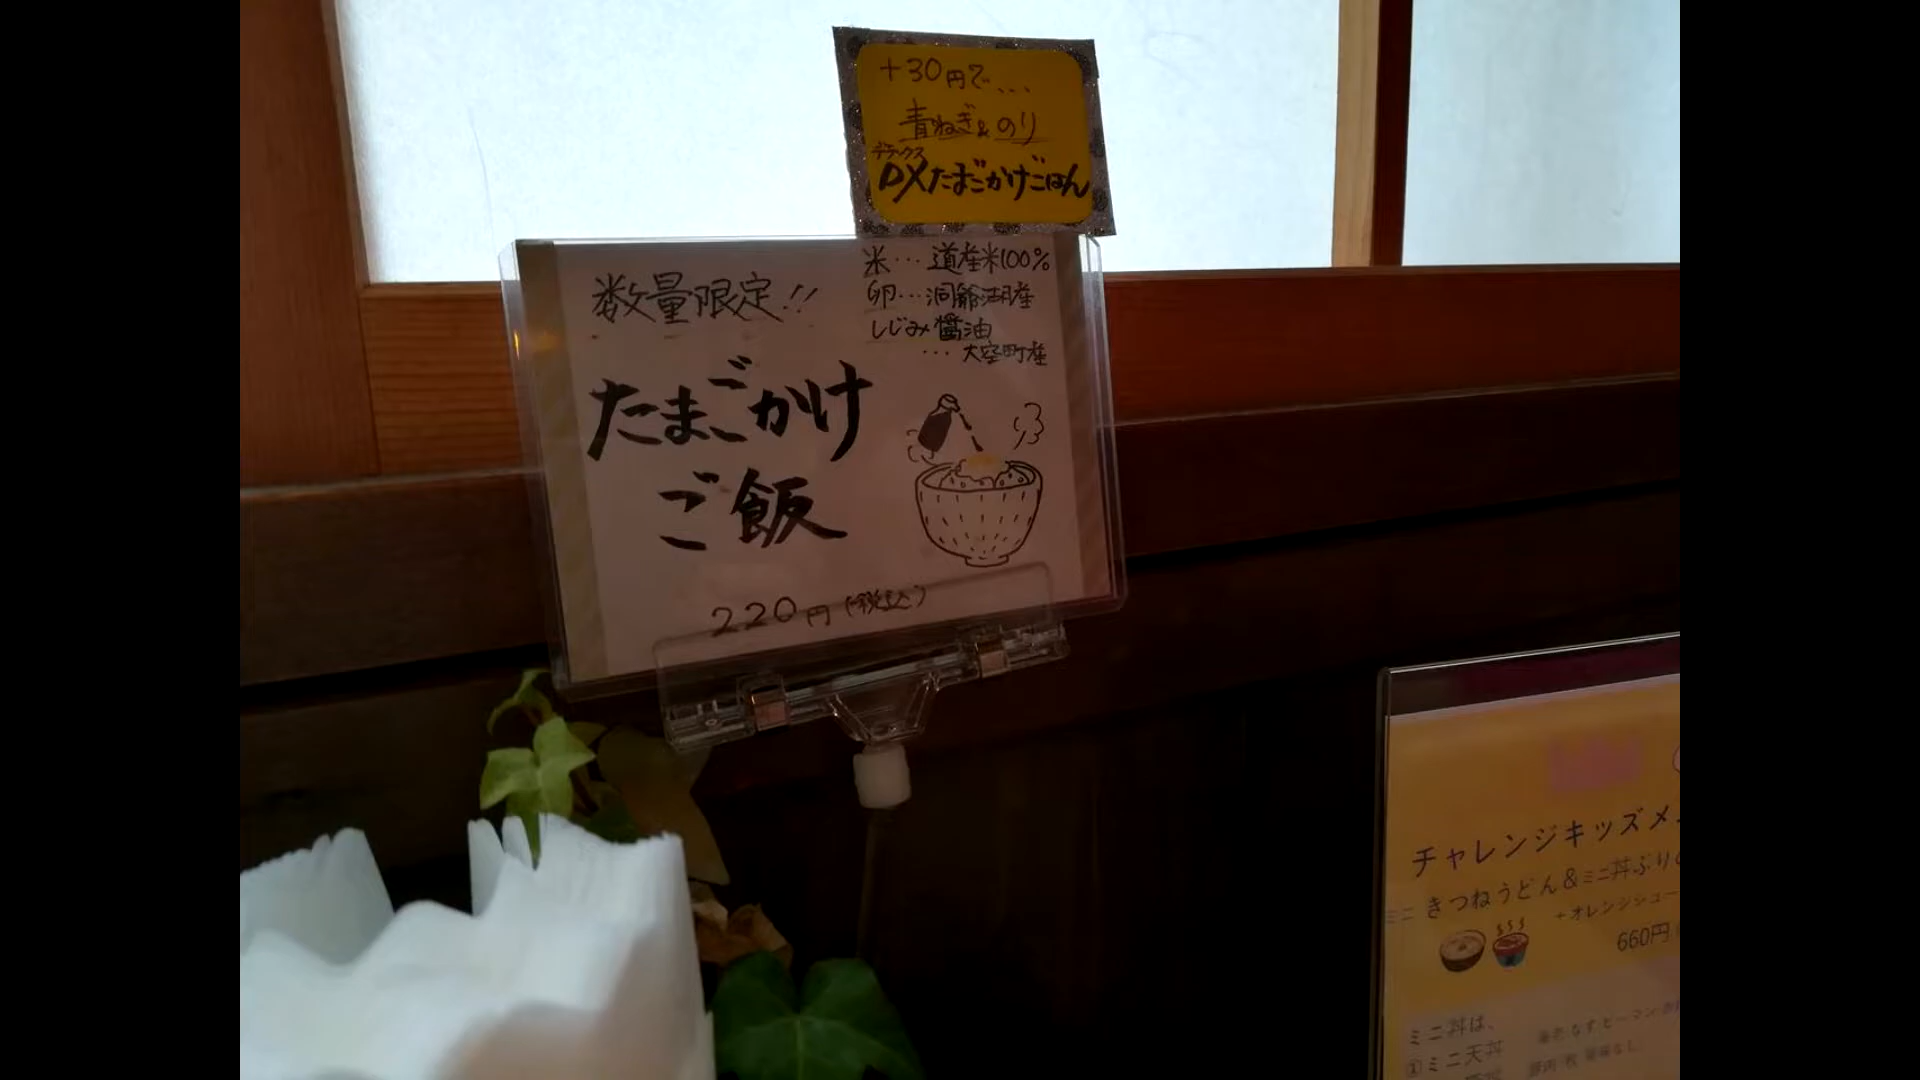 +30円で...
青ねぎ&のり
デラックス
DXたまごかけごはん
数量限定!!
米…道産米100%
卵…洞爺湖産
しじみ醤油
…大空町産
たまごかけ
ご飯
220円(税込)
チャレンジキッズメ
ミニきつねうどん&ミニ丼ぶり
+オレンジジュー
660円
ミニ丼は、
①ミニ天丼